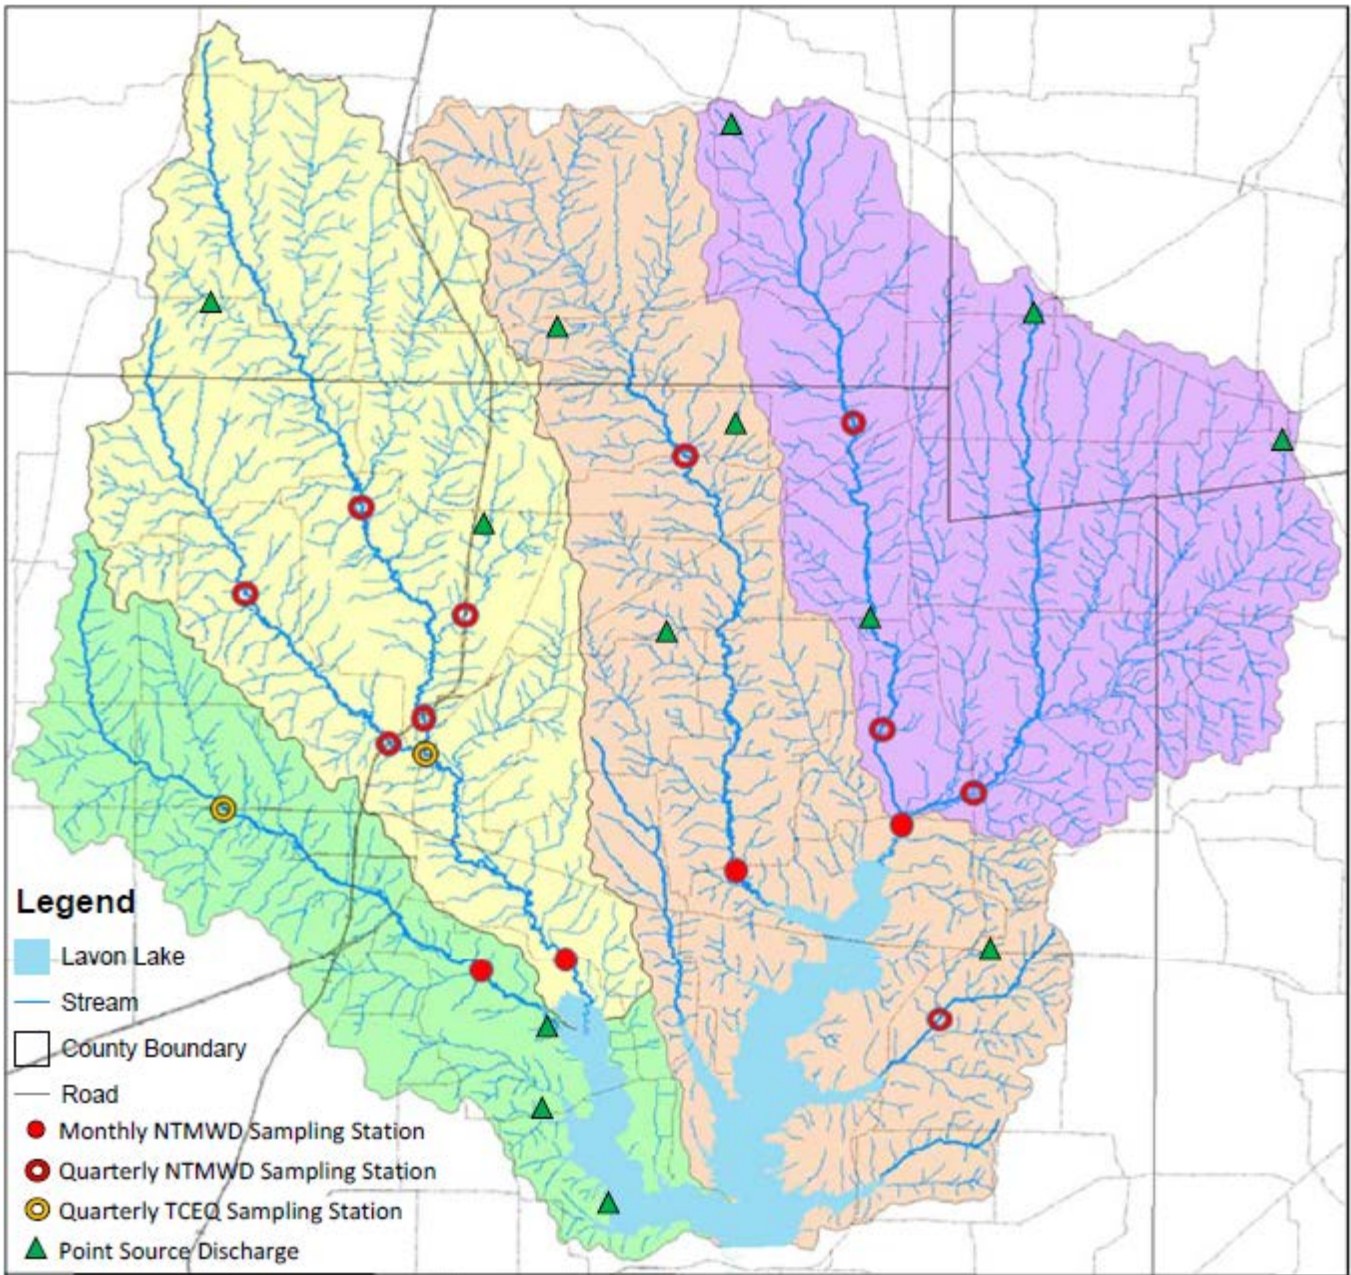 Legend
Lavon Lake
Stream
County Boundary
Road
Monthly NTMWD Sampling Station
Quarterly NTMWD Sampling Station
Quarterly TCEQ Sampling Station
Point Source Discharge